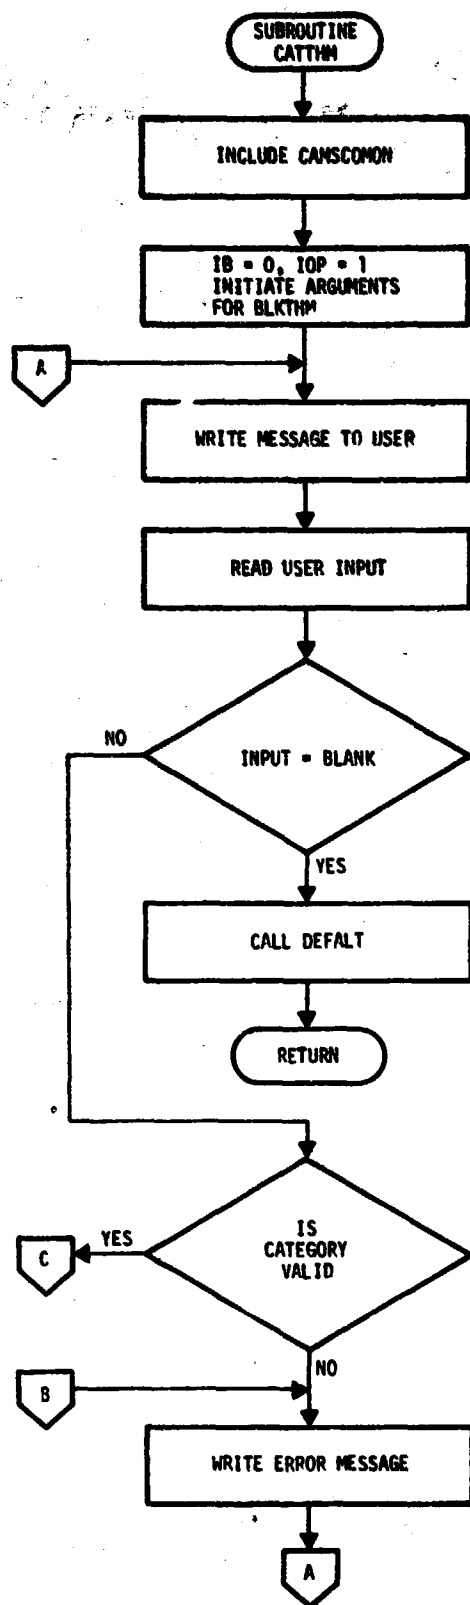 SUBROUTINE
CATTHM
INCLUDE CAMSCOMON
IB = 0, IOP = 1
INITIATE ARGUMENTS
FOR BLKTHM
A
WRITE MESSAGE TO USER
READ USER INPUT
NO
INPUT = BLANK
YES
CALL DEFALT
RETURN
IS
CATEGORY
VALID
YES
C
NO
B
WRITE ERROR MESSAGE
A